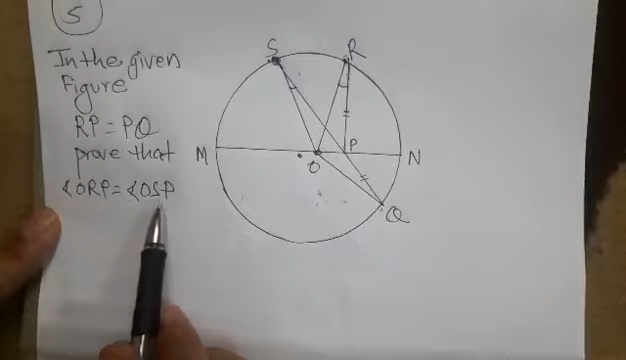 5
In the given
figure
RP = PQ
prove that
∢ORP = ∢OSP
S
R
M
O
P
N
Q